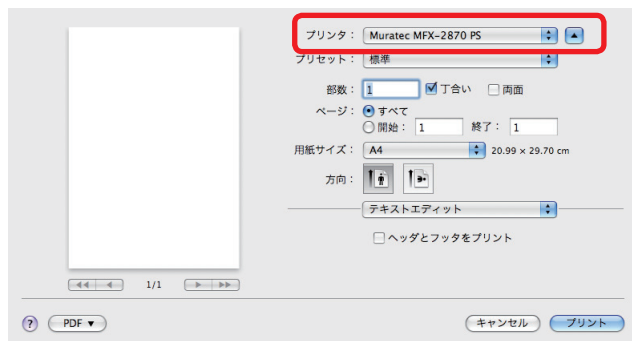 プリンタ： Muratec MFX-2870 PS
プリセット： 標準
部数： 1 丁合い 両面
ページ： すべて
開始： 1 終了： 1
用紙サイズ： A4 20.99 × 29.70 cm
方向：
テキストエディット
ヘッダとフッタをプリント
1/1
? PDF ▼ キャンセル プリント